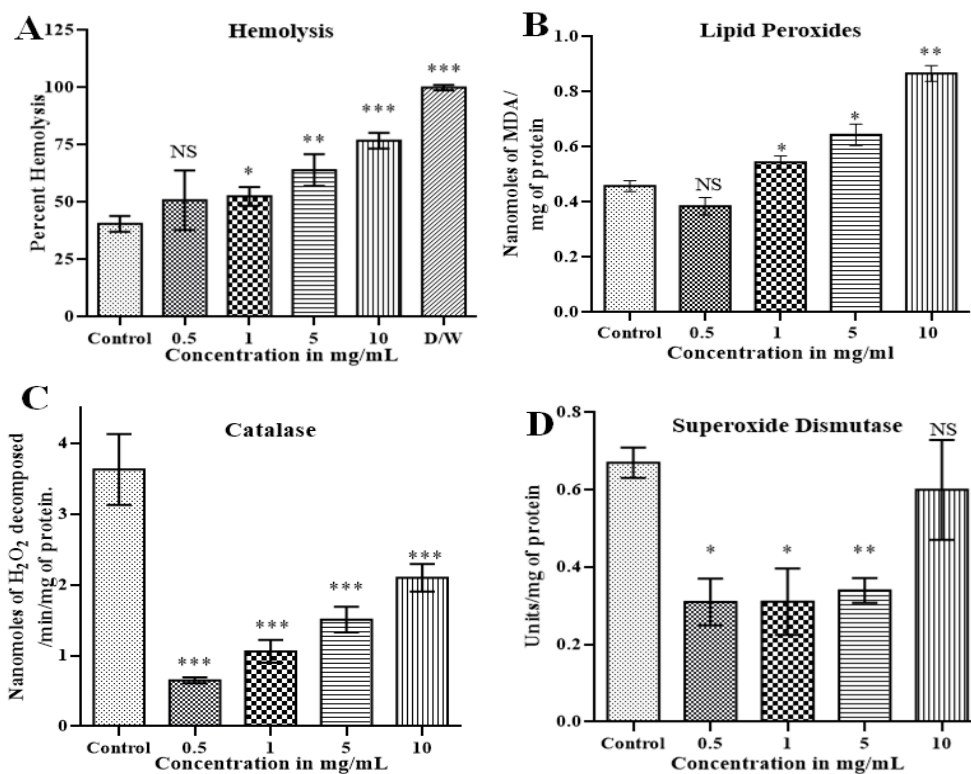 A
Hemolysis
Percent Hemolysis
125
100
75
50
25
0
NS
*
**
***
***
Control
0.5
1
5
10
D/W
Concentration in mg/mL
B
Lipid Peroxides
Nanomoles of MDA/
mg of protein
1.0
0.8
0.6
0.4
0.2
0.0
NS
*
*
**
Control
0.5
1
5
10
Concentration in mg/ml
C
Catalase
Nanomoles of H₂O₂ decomposed
/min/mg of protein.
4
3
2
1
0
***
***
***
***
Control
0.5
1
5
10
Concentration in mg/mL
D
Superoxide Dismutase
Units/mg of protein
0.8
0.6
0.4
0.2
0.0
*
*
**
NS
Control
0.5
1
5
10
Concentration in mg/mL